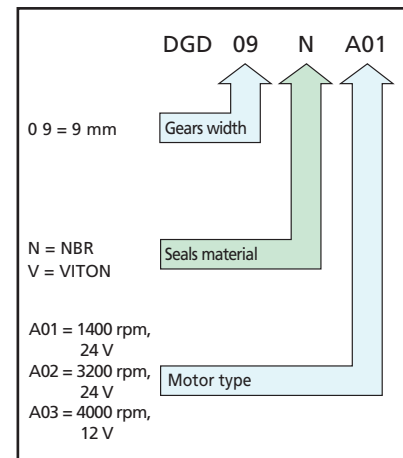 DGD 09 N A01
0 9 = 9 mm
Gears width
N = NBR
V = VITON
Seals material
A01 = 1400 rpm,
24 V
A02 = 3200 rpm,
24 V
A03 = 4000 rpm,
12 V
Motor type